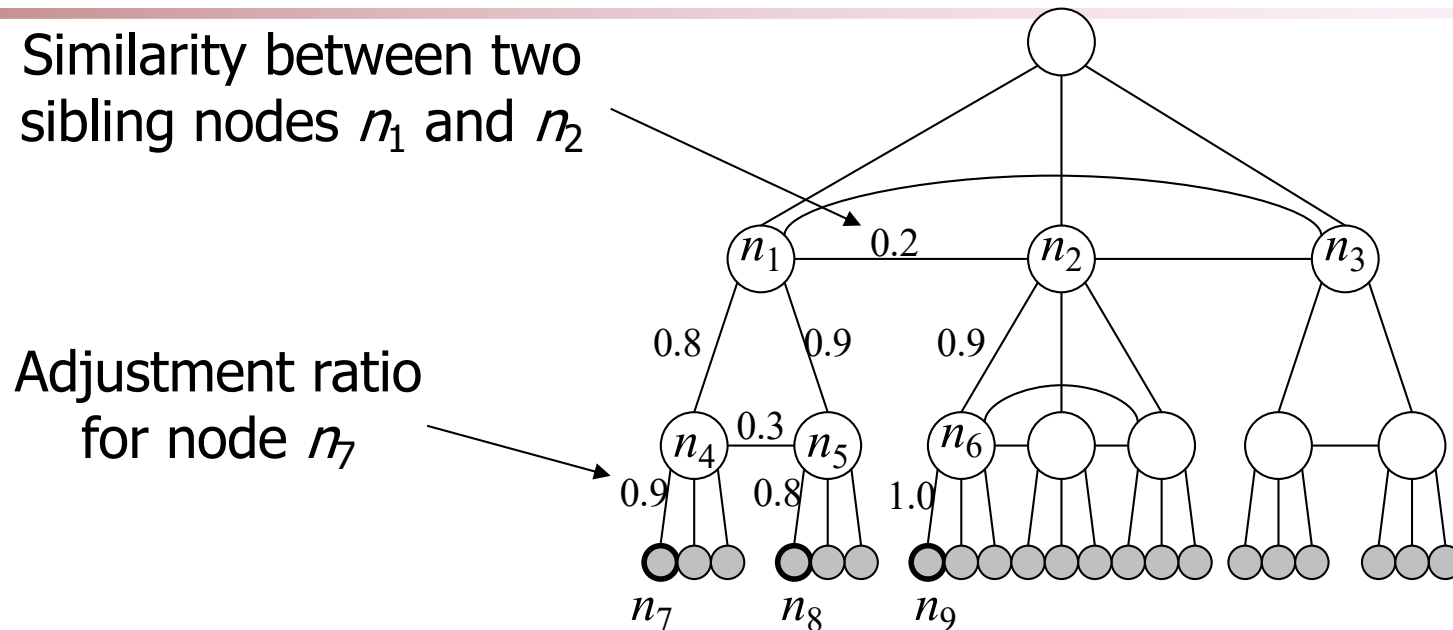 Similarity between two
sibling nodes n₁ and n₂
n₁ 0.2 n₂ n₃
0.8 0.9 0.9
Adjustment ratio
for node n₇
n₄ 0.3 n₅ n₆
0.9 0.8 1.0
n₇ n₈ n₉